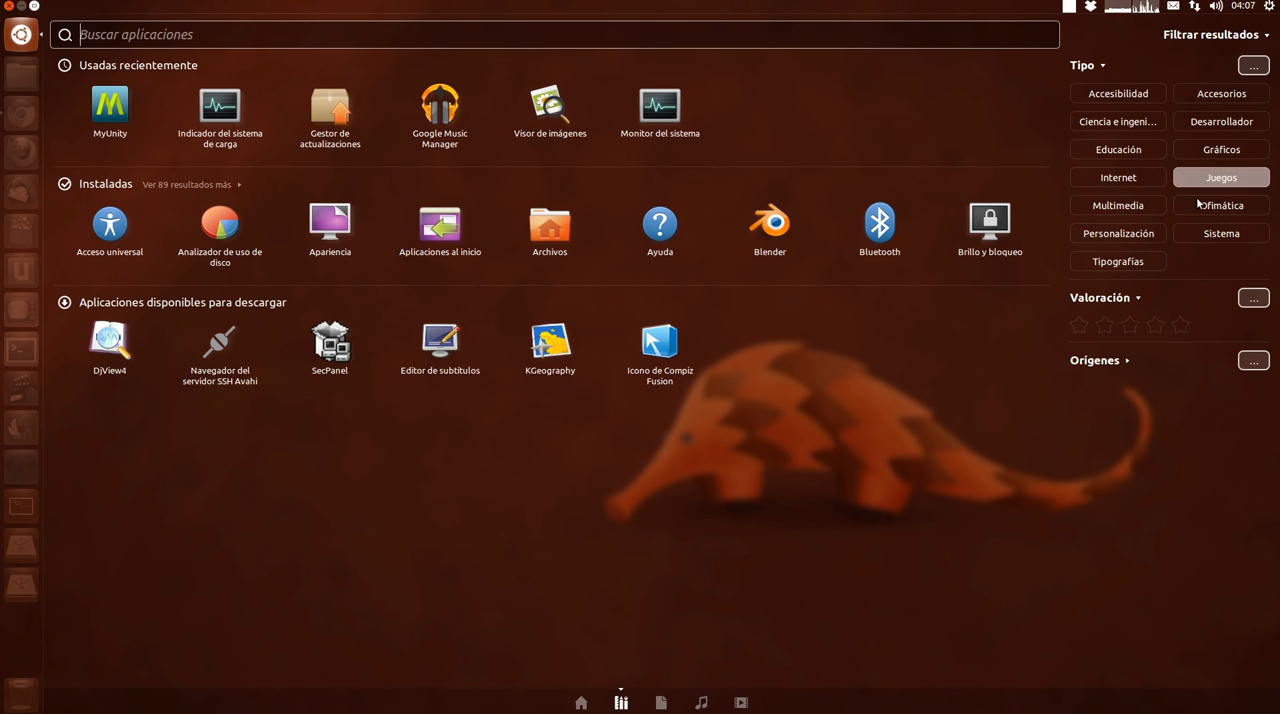 04:07
Buscar aplicaciones
Filtrar resultados
Usadas recientemente
MyUnity
Indicador del sistema
de carga
Gestor de
actualizaciones
Google Music
Manager
Visor de imágenes
Monitor del sistema
Instaladas Ver 89 resultados más
Acceso universal
Analizador de uso de
disco
Apariencia
Aplicaciones al inicio
Archivos
Ayuda
Blender
Bluetooth
Brillo y bloqueo
Aplicaciones disponibles para descargar
DjView4
Navegador del
servidor SSH Avahi
SecPanel
Editor de subtítulos
KGeography
Icono de Compiz
Fusion
Tipo ...
Accesibilidad Accesorios
Ciencia e ingeni... Desarrollador
Educación Gráficos
Internet Juegos
Multimedia Ofimática
Personalización Sistema
Tipografías
Valoración ...
Orígenes ...